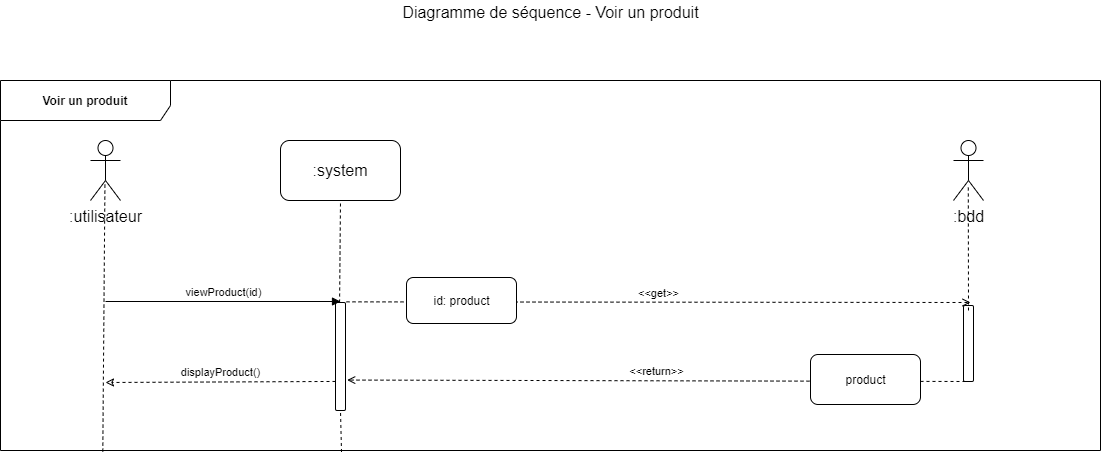 Diagramme de séquence - Voir un produit
Voir un produit
:system
:utilisateur
:bdd
viewProduct(id)
id: product
<<get>>
displayProduct()
<<return>>
product